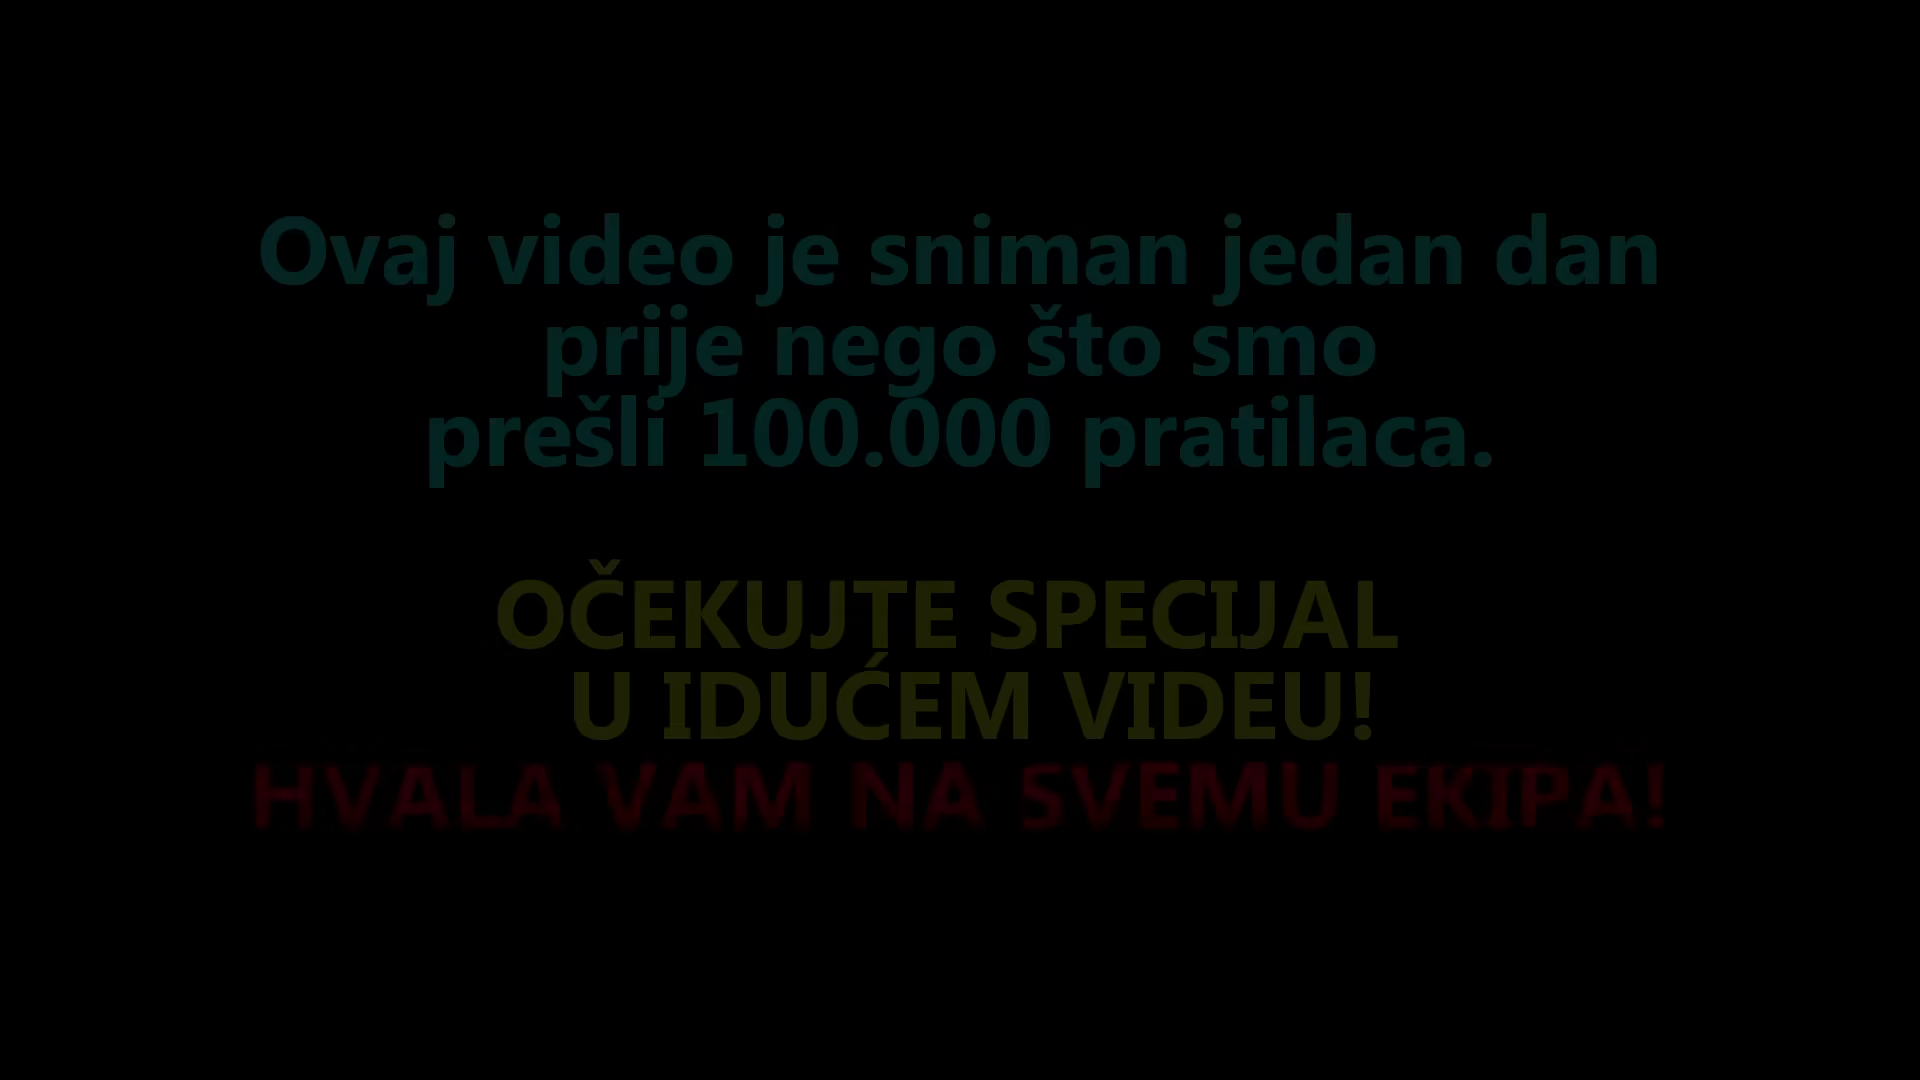 Ovaj video je sniman jedan dan
prije nego što smo
prešli 100.000 pratilaca.
OČEKUJTE SPECIJAL
U IDUĆEM VIDEU!
HVALA VAM NA SVEMU EKIPA!